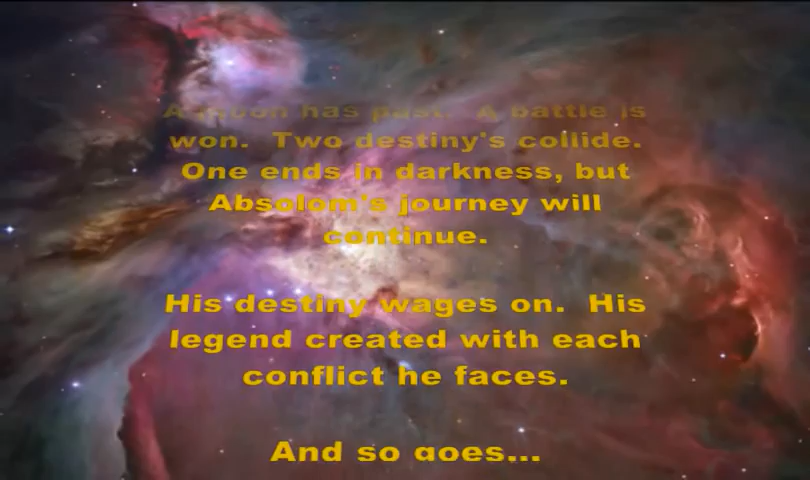 A moon has past.  A battle is
won.  Two destiny's collide.
One ends in darkness, but
Absolom's journey will
continue.
His destiny wages on.  His
legend created with each
conflict he faces.
And so goes...